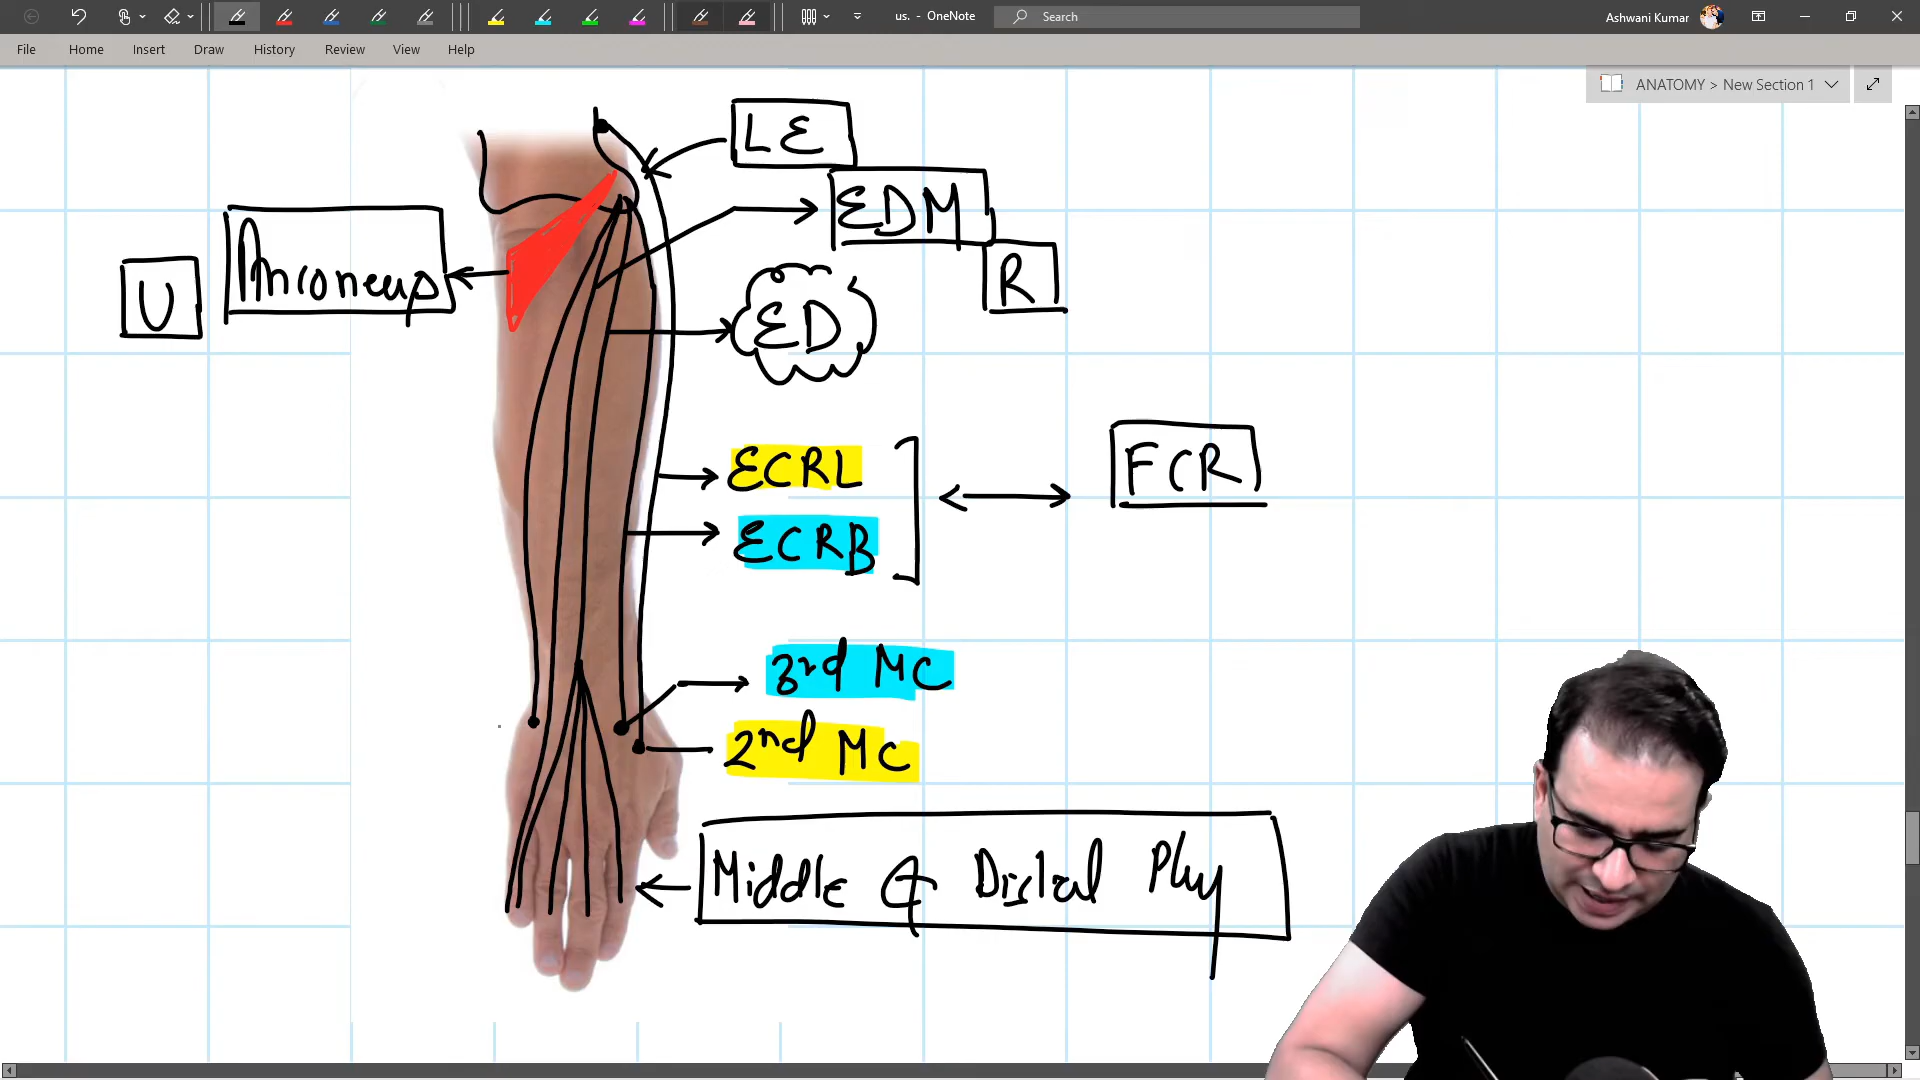 us. - OneNote
Search
Ashwani Kumar
File Home Insert Draw History Review View Help
ANATOMY > New Section 1
LE
EDM
U
Anconeus
R
ED
ECRL
FCR
ECRB
3rd MC
2nd MC
Middle & Distal Phy